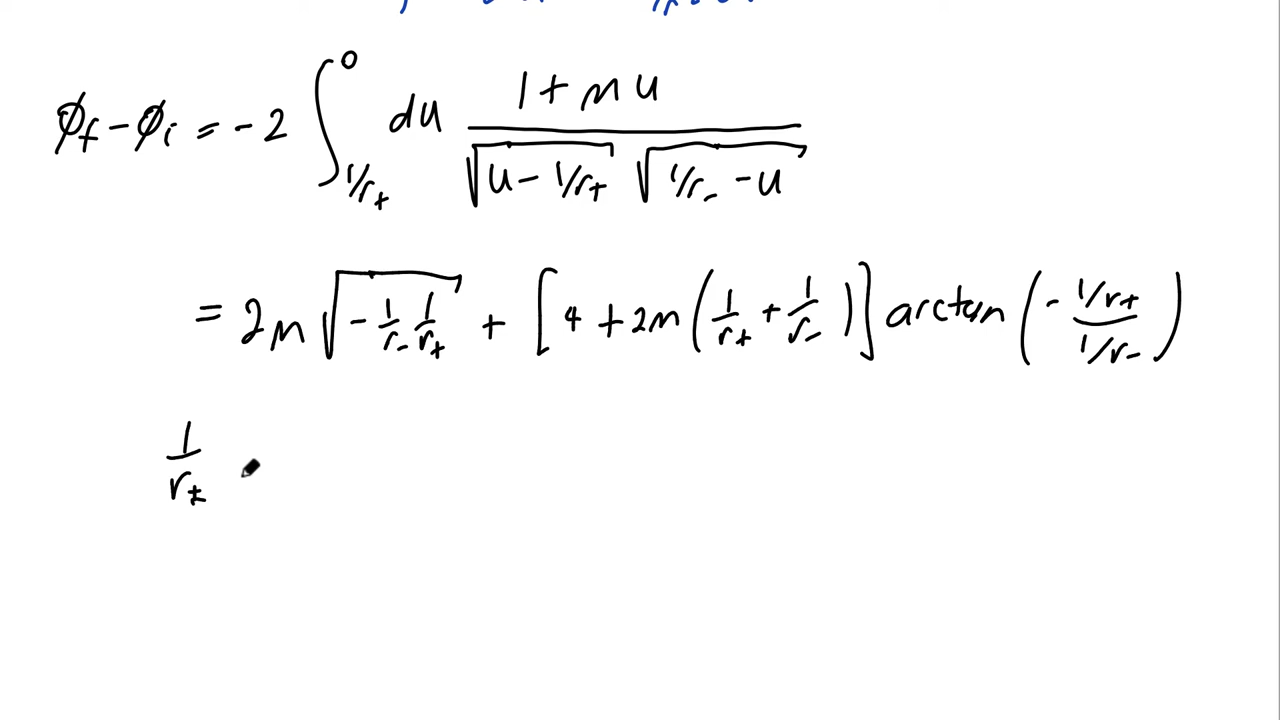 φf − φi = −2 ∫_{1/r₊}^{0} du (1 + mu) / (√(u − 1/r₊) √(1/r₋ − u))
= 2m √(− 1/r₋ 1/r₊) + [4 + 2m (1/r₊ + 1/r₋)] arctan (− (1/r₊)/(1/r₋))
1/r±